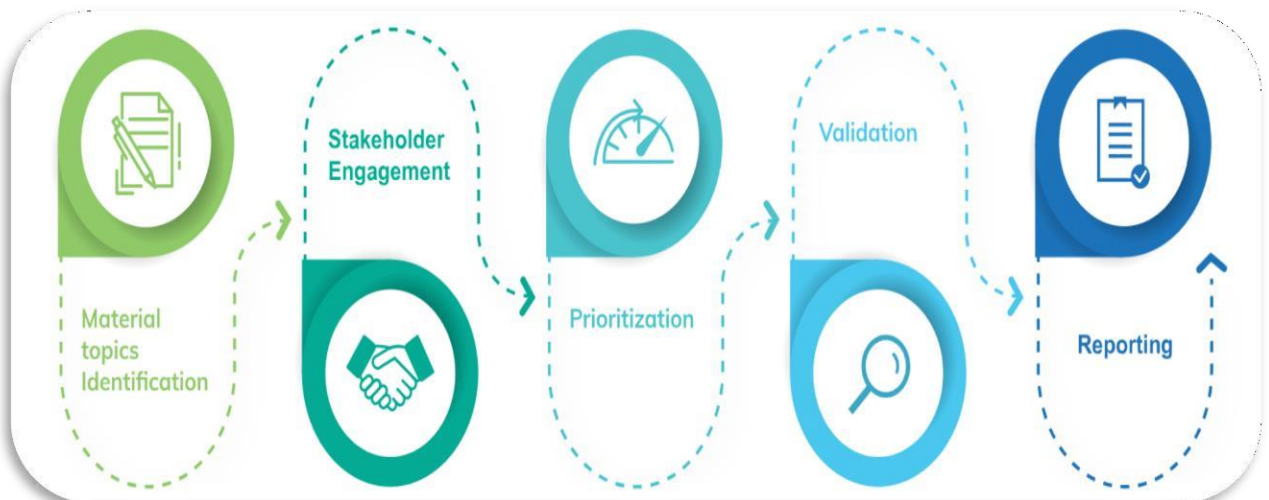 Material
topics
Identification
Stakeholder
Engagement
Prioritization
Validation
Reporting